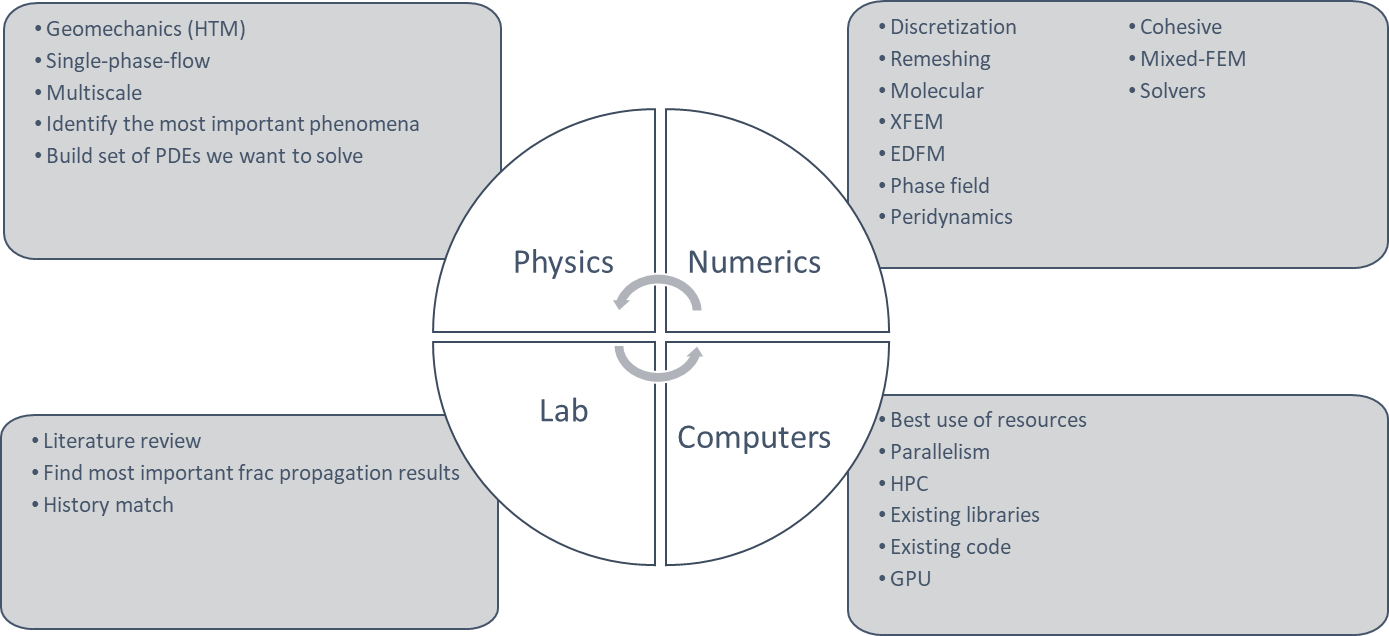 • Geomechanics (HTM)
• Single-phase-flow
• Multiscale
• Identify the most important phenomena
• Build set of PDEs we want to solve
• Discretization
• Remeshing
• Molecular
• XFEM
• EDFM
• Phase field
• Peridynamics
• Cohesive
• Mixed-FEM
• Solvers
Physics
Numerics
Lab
Computers
• Literature review
• Find most important frac propagation results
• History match
• Best use of resources
• Parallelism
• HPC
• Existing libraries
• Existing code
• GPU